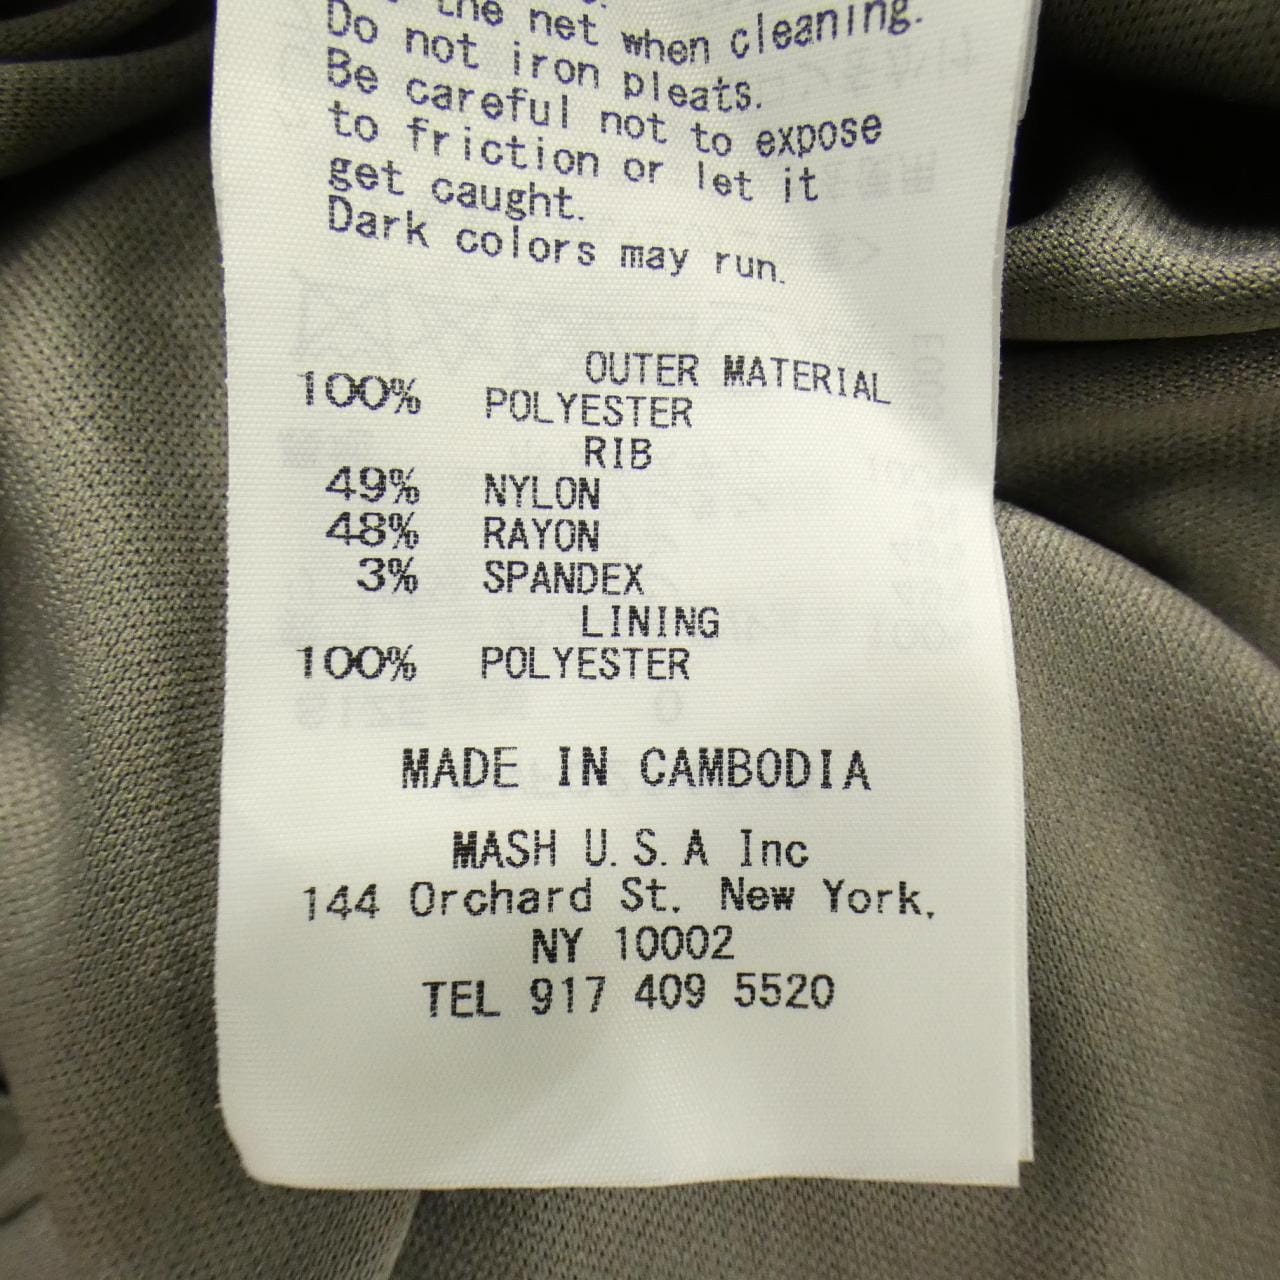 the net when cleaning.
Do not iron pleats.
Be careful not to expose
to friction or let it
get caught.
Dark colors may run.
OUTER MATERIAL
100% POLYESTER
RIB
49% NYLON
48% RAYON
3% SPANDEX
LINING
100% POLYESTER
MADE IN CAMBODIA
MASH U.S.A Inc
144 Orchard St. New York,
NY 10002
TEL 917 409 5520